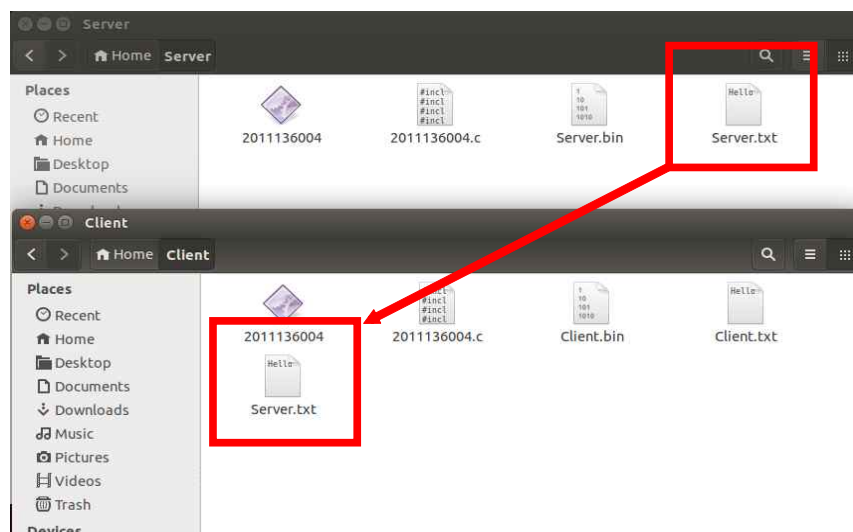 Server
Home Server
Places
Recent
Home
Desktop
Documents
#incl
#incl
#incl
#incl
1
10
101
1010
Hello
2011136004 2011136004.c Server.bin Server.txt
Client
Home Client
Places
Recent
Home
Desktop
Documents
Downloads
Music
Pictures
Videos
Trash
Devices
#incl
#incl
#incl
1
10
101
1010
Hello
2011136004 2011136004.c Client.bin Client.txt
Hello
Server.txt